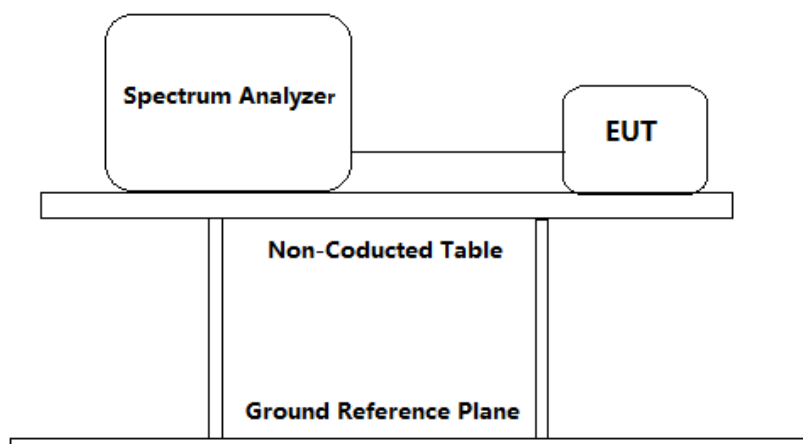 Spectrum Analyzer
EUT
Non-Coducted Table
Ground Reference Plane